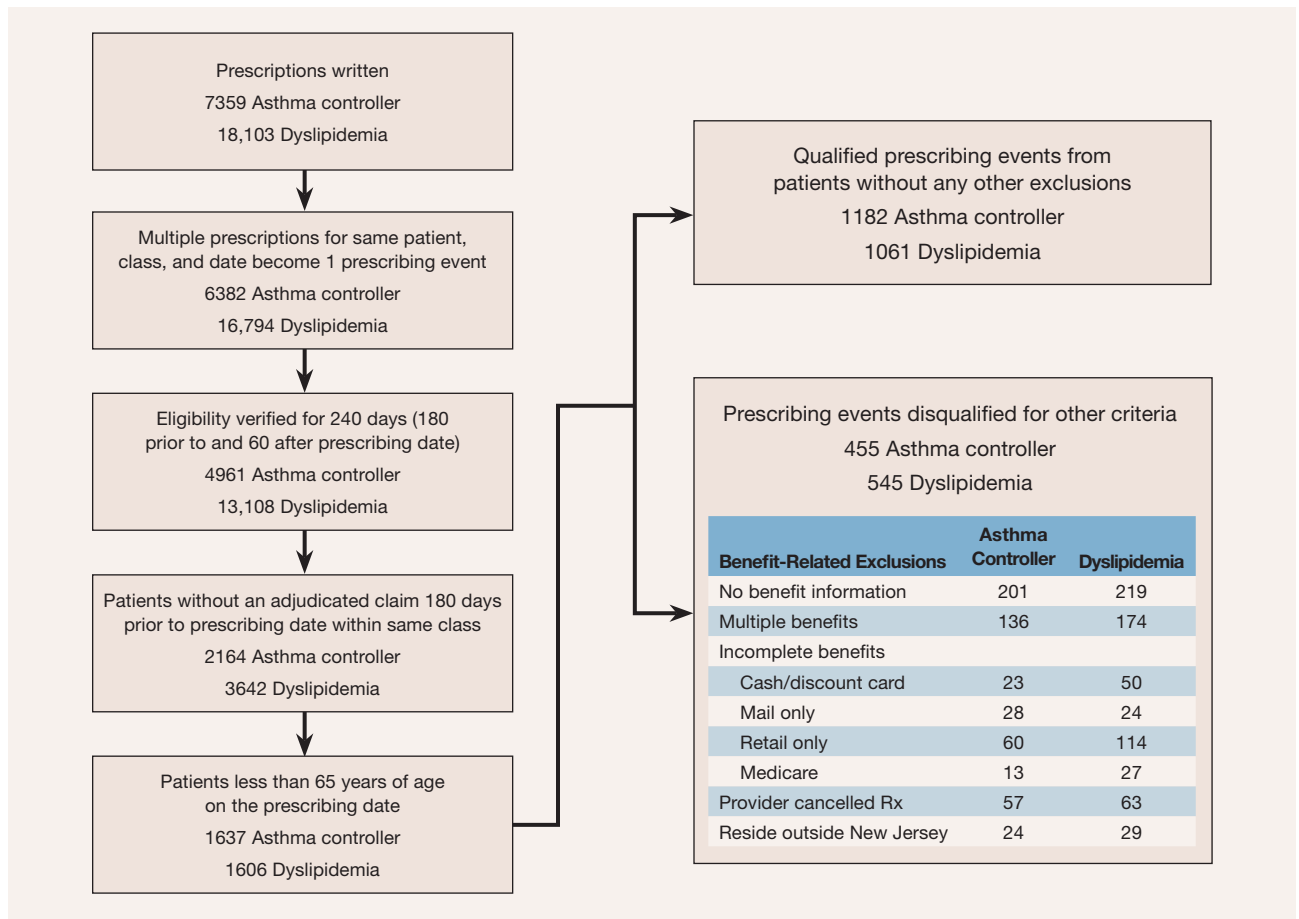 Prescriptions written
7359 Asthma controller
18,103 Dyslipidemia
Multiple prescriptions for same patient,
class, and date become 1 prescribing event
6382 Asthma controller
16,794 Dyslipidemia
Eligibility verified for 240 days (180
prior to and 60 after prescribing date)
4961 Asthma controller
13,108 Dyslipidemia
Patients without an adjudicated claim 180 days
prior to prescribing date within same class
2164 Asthma controller
3642 Dyslipidemia
Patients less than 65 years of age
on the prescribing date
1637 Asthma controller
1606 Dyslipidemia
Qualified prescribing events from
patients without any other exclusions
1182 Asthma controller
1061 Dyslipidemia
Prescribing events disqualified for other criteria
455 Asthma controller
545 Dyslipidemia
Asthma
Benefit-Related Exclusions Controller Dyslipidemia
No benefit information 201 219
Multiple benefits 136 174
Incomplete benefits
Cash/discount card 23 50
Mail only 28 24
Retail only 60 114
Medicare 13 27
Provider cancelled Rx 57 63
Reside outside New Jersey 24 29